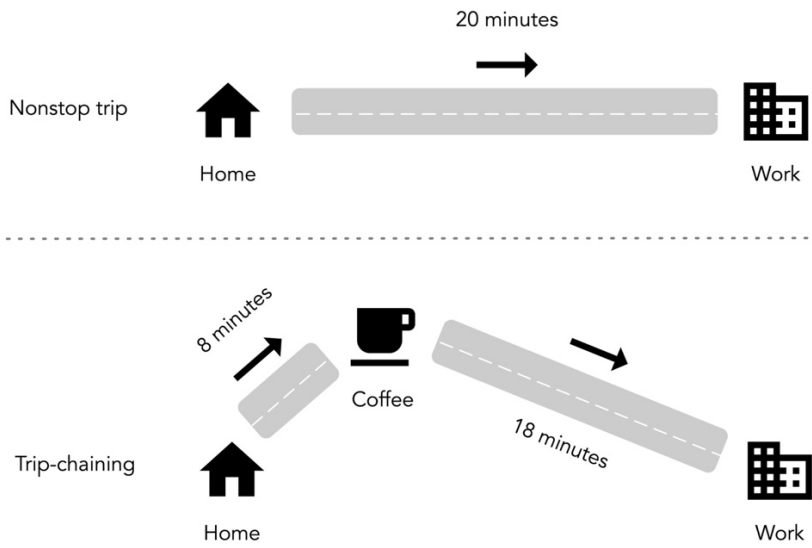 20 minutes
Nonstop trip
Home
Work
8 minutes
Coffee
18 minutes
Trip-chaining
Home
Work